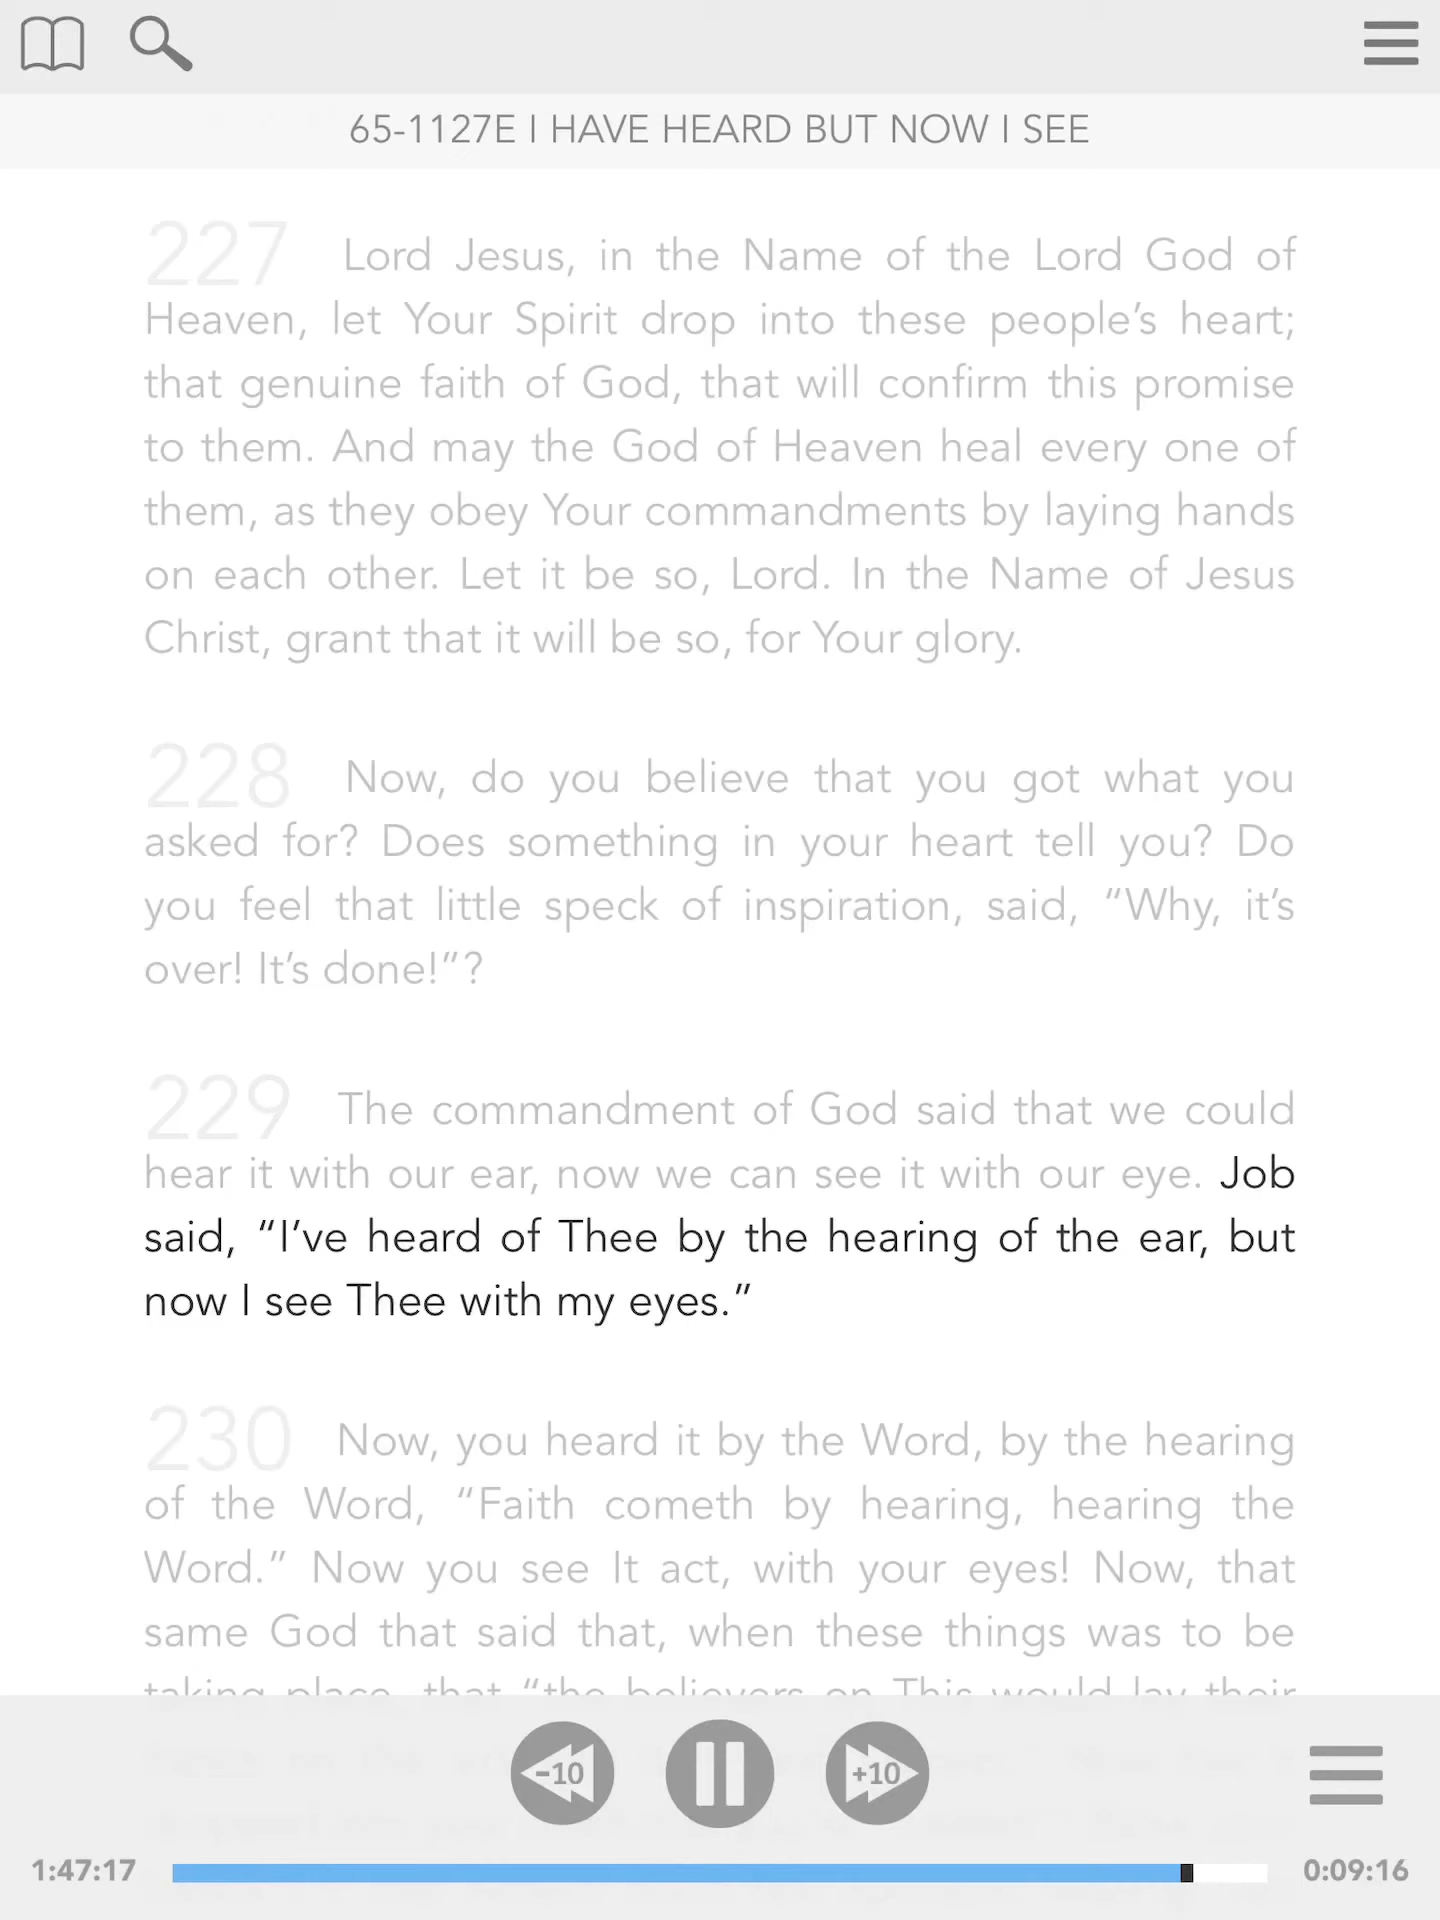 65-1127E I HAVE HEARD BUT NOW I SEE
227 Lord Jesus, in the Name of the Lord God of
Heaven, let Your Spirit drop into these people’s heart;
that genuine faith of God, that will confirm this promise
to them. And may the God of Heaven heal every one of
them, as they obey Your commandments by laying hands
on each other. Let it be so, Lord. In the Name of Jesus
Christ, grant that it will be so, for Your glory.
228 Now, do you believe that you got what you
asked for? Does something in your heart tell you? Do
you feel that little speck of inspiration, said, “Why, it’s
over! It’s done!”?
229 The commandment of God said that we could
hear it with our ear, now we can see it with our eye. Job
said, “I’ve heard of Thee by the hearing of the ear, but
now I see Thee with my eyes.”
230 Now, you heard it by the Word, by the hearing
of the Word, “Faith cometh by hearing, hearing the
Word.” Now you see It act, with your eyes! Now, that
same God that said that, when these things was to be
taking place, that “the believers on This would lay their
-10 +10
1:47:17 0:09:16